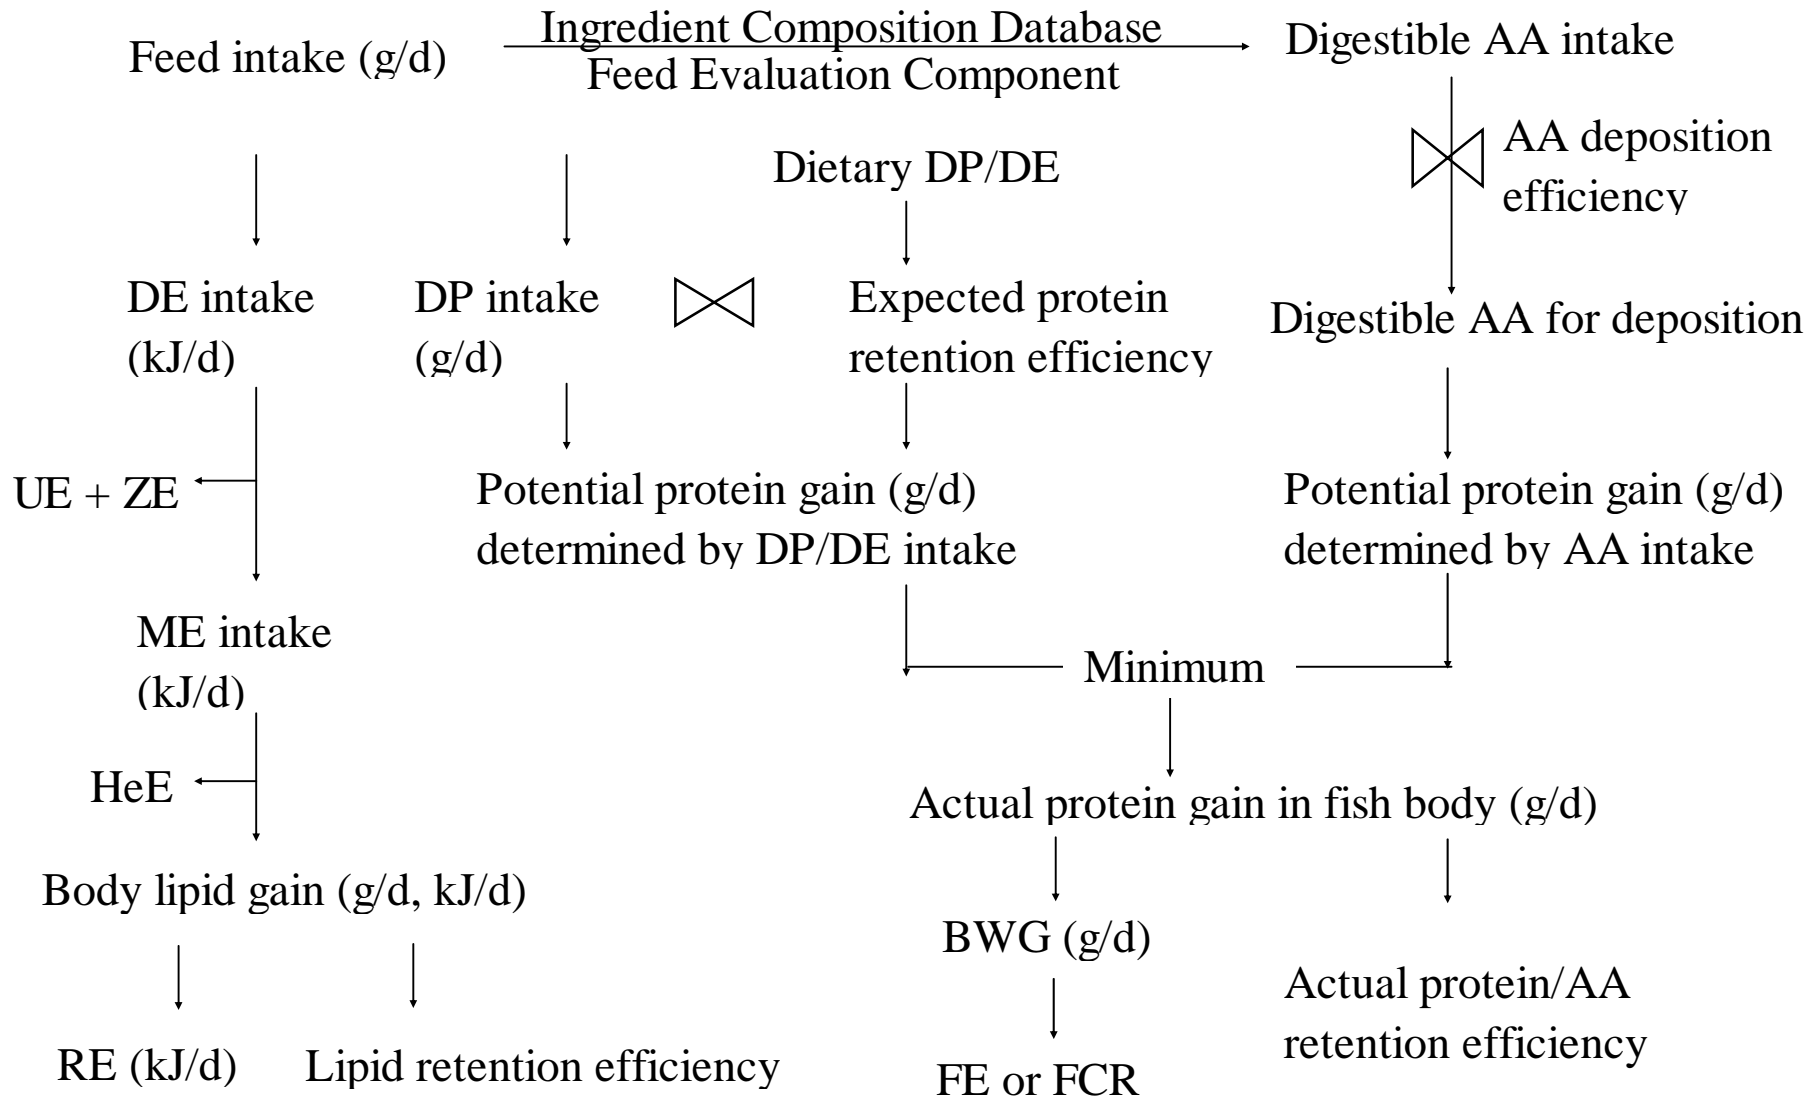 Feed intake (g/d)
Ingredient Composition Database
Feed Evaluation Component
Digestible AA intake
AA deposition
efficiency
Dietary DP/DE
DE intake
(kJ/d)
DP intake
(g/d)
Expected protein
retention efficiency
Digestible AA for deposition
UE + ZE
Potential protein gain (g/d)
determined by DP/DE intake
Potential protein gain (g/d)
determined by AA intake
ME intake
(kJ/d)
Minimum
HeE
Actual protein gain in fish body (g/d)
Body lipid gain (g/d, kJ/d)
BWG (g/d)
Actual protein/AA
retention efficiency
RE (kJ/d)
Lipid retention efficiency
FE or FCR